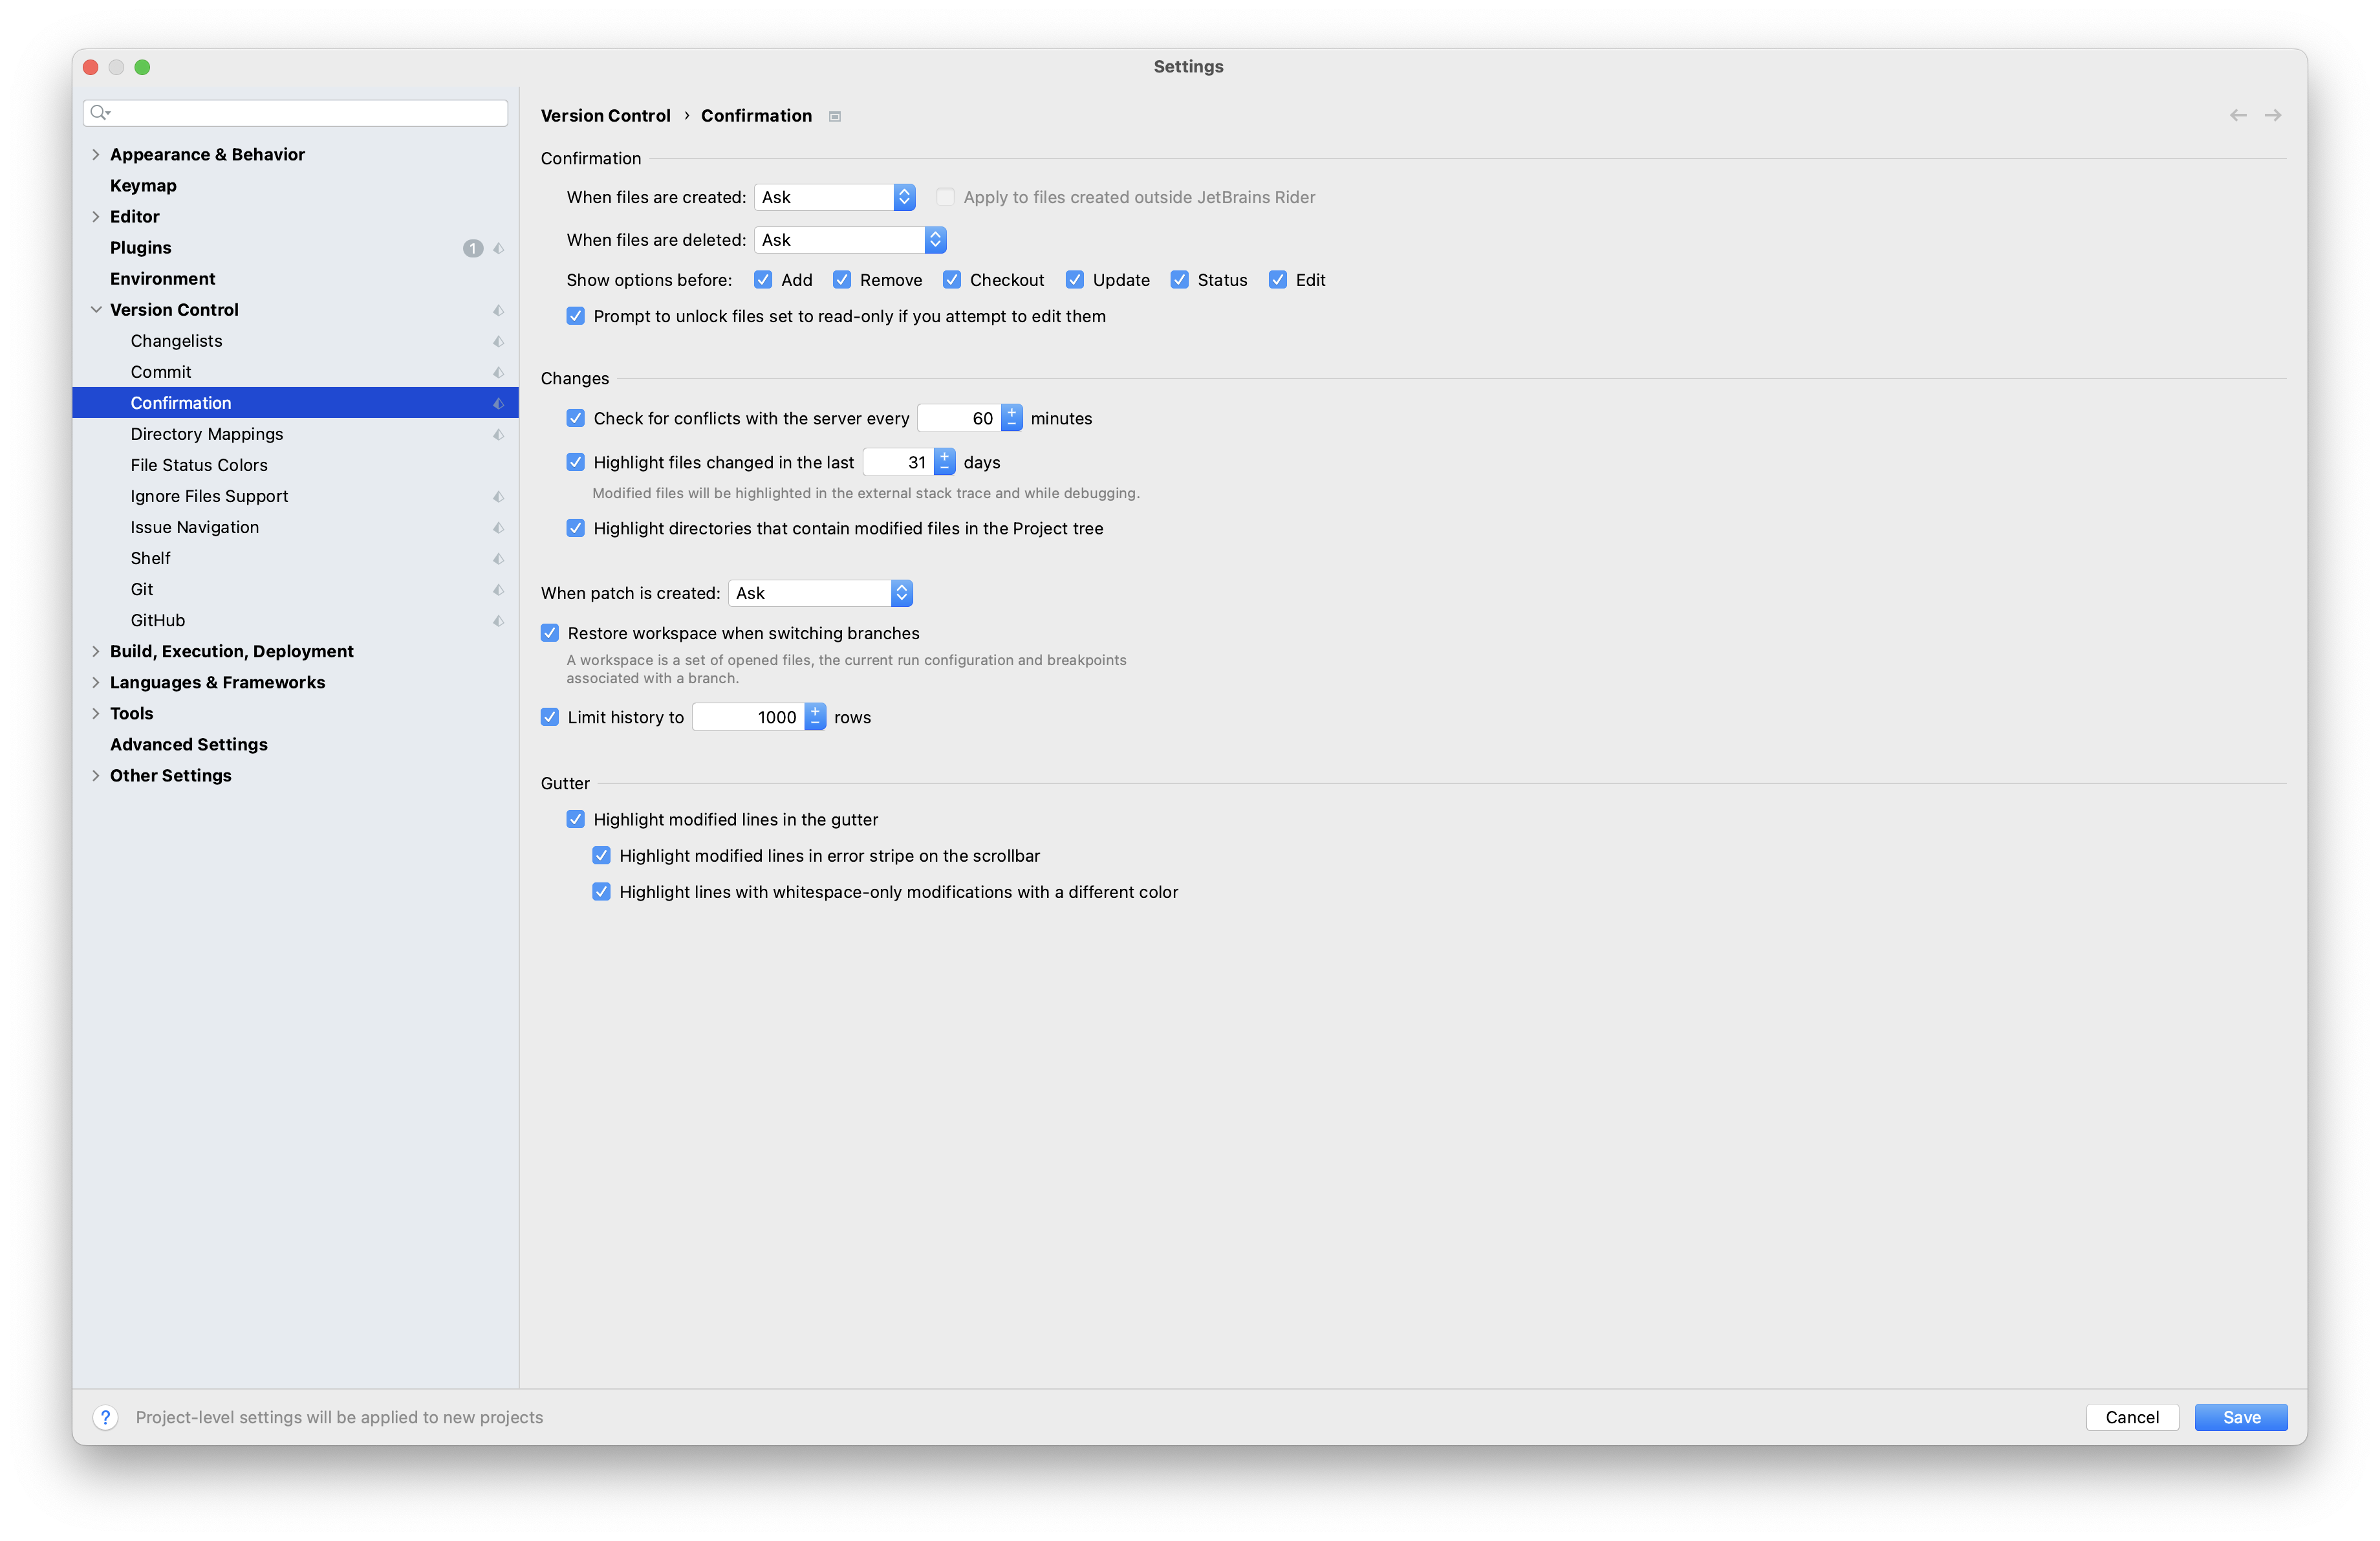 Settings
Appearance & Behavior
Keymap
Editor
Plugins 1
Environment
Version Control
Changelists
Commit
Confirmation
Directory Mappings
File Status Colors
Ignore Files Support
Issue Navigation
Shelf
Git
GitHub
Build, Execution, Deployment
Languages & Frameworks
Tools
Advanced Settings
Other Settings
Version Control › Confirmation
Confirmation
When files are created: Ask Apply to files created outside JetBrains Rider
When files are deleted: Ask
Show options before: Add Remove Checkout Update Status Edit
Prompt to unlock files set to read-only if you attempt to edit them
Changes
Check for conflicts with the server every 60 minutes
Highlight files changed in the last 31 days
Modified files will be highlighted in the external stack trace and while debugging.
Highlight directories that contain modified files in the Project tree
When patch is created: Ask
Restore workspace when switching branches
A workspace is a set of opened files, the current run configuration and breakpoints
associated with a branch.
Limit history to 1000 rows
Gutter
Highlight modified lines in the gutter
Highlight modified lines in error stripe on the scrollbar
Highlight lines with whitespace-only modifications with a different color
? Project-level settings will be applied to new projects
Cancel Save